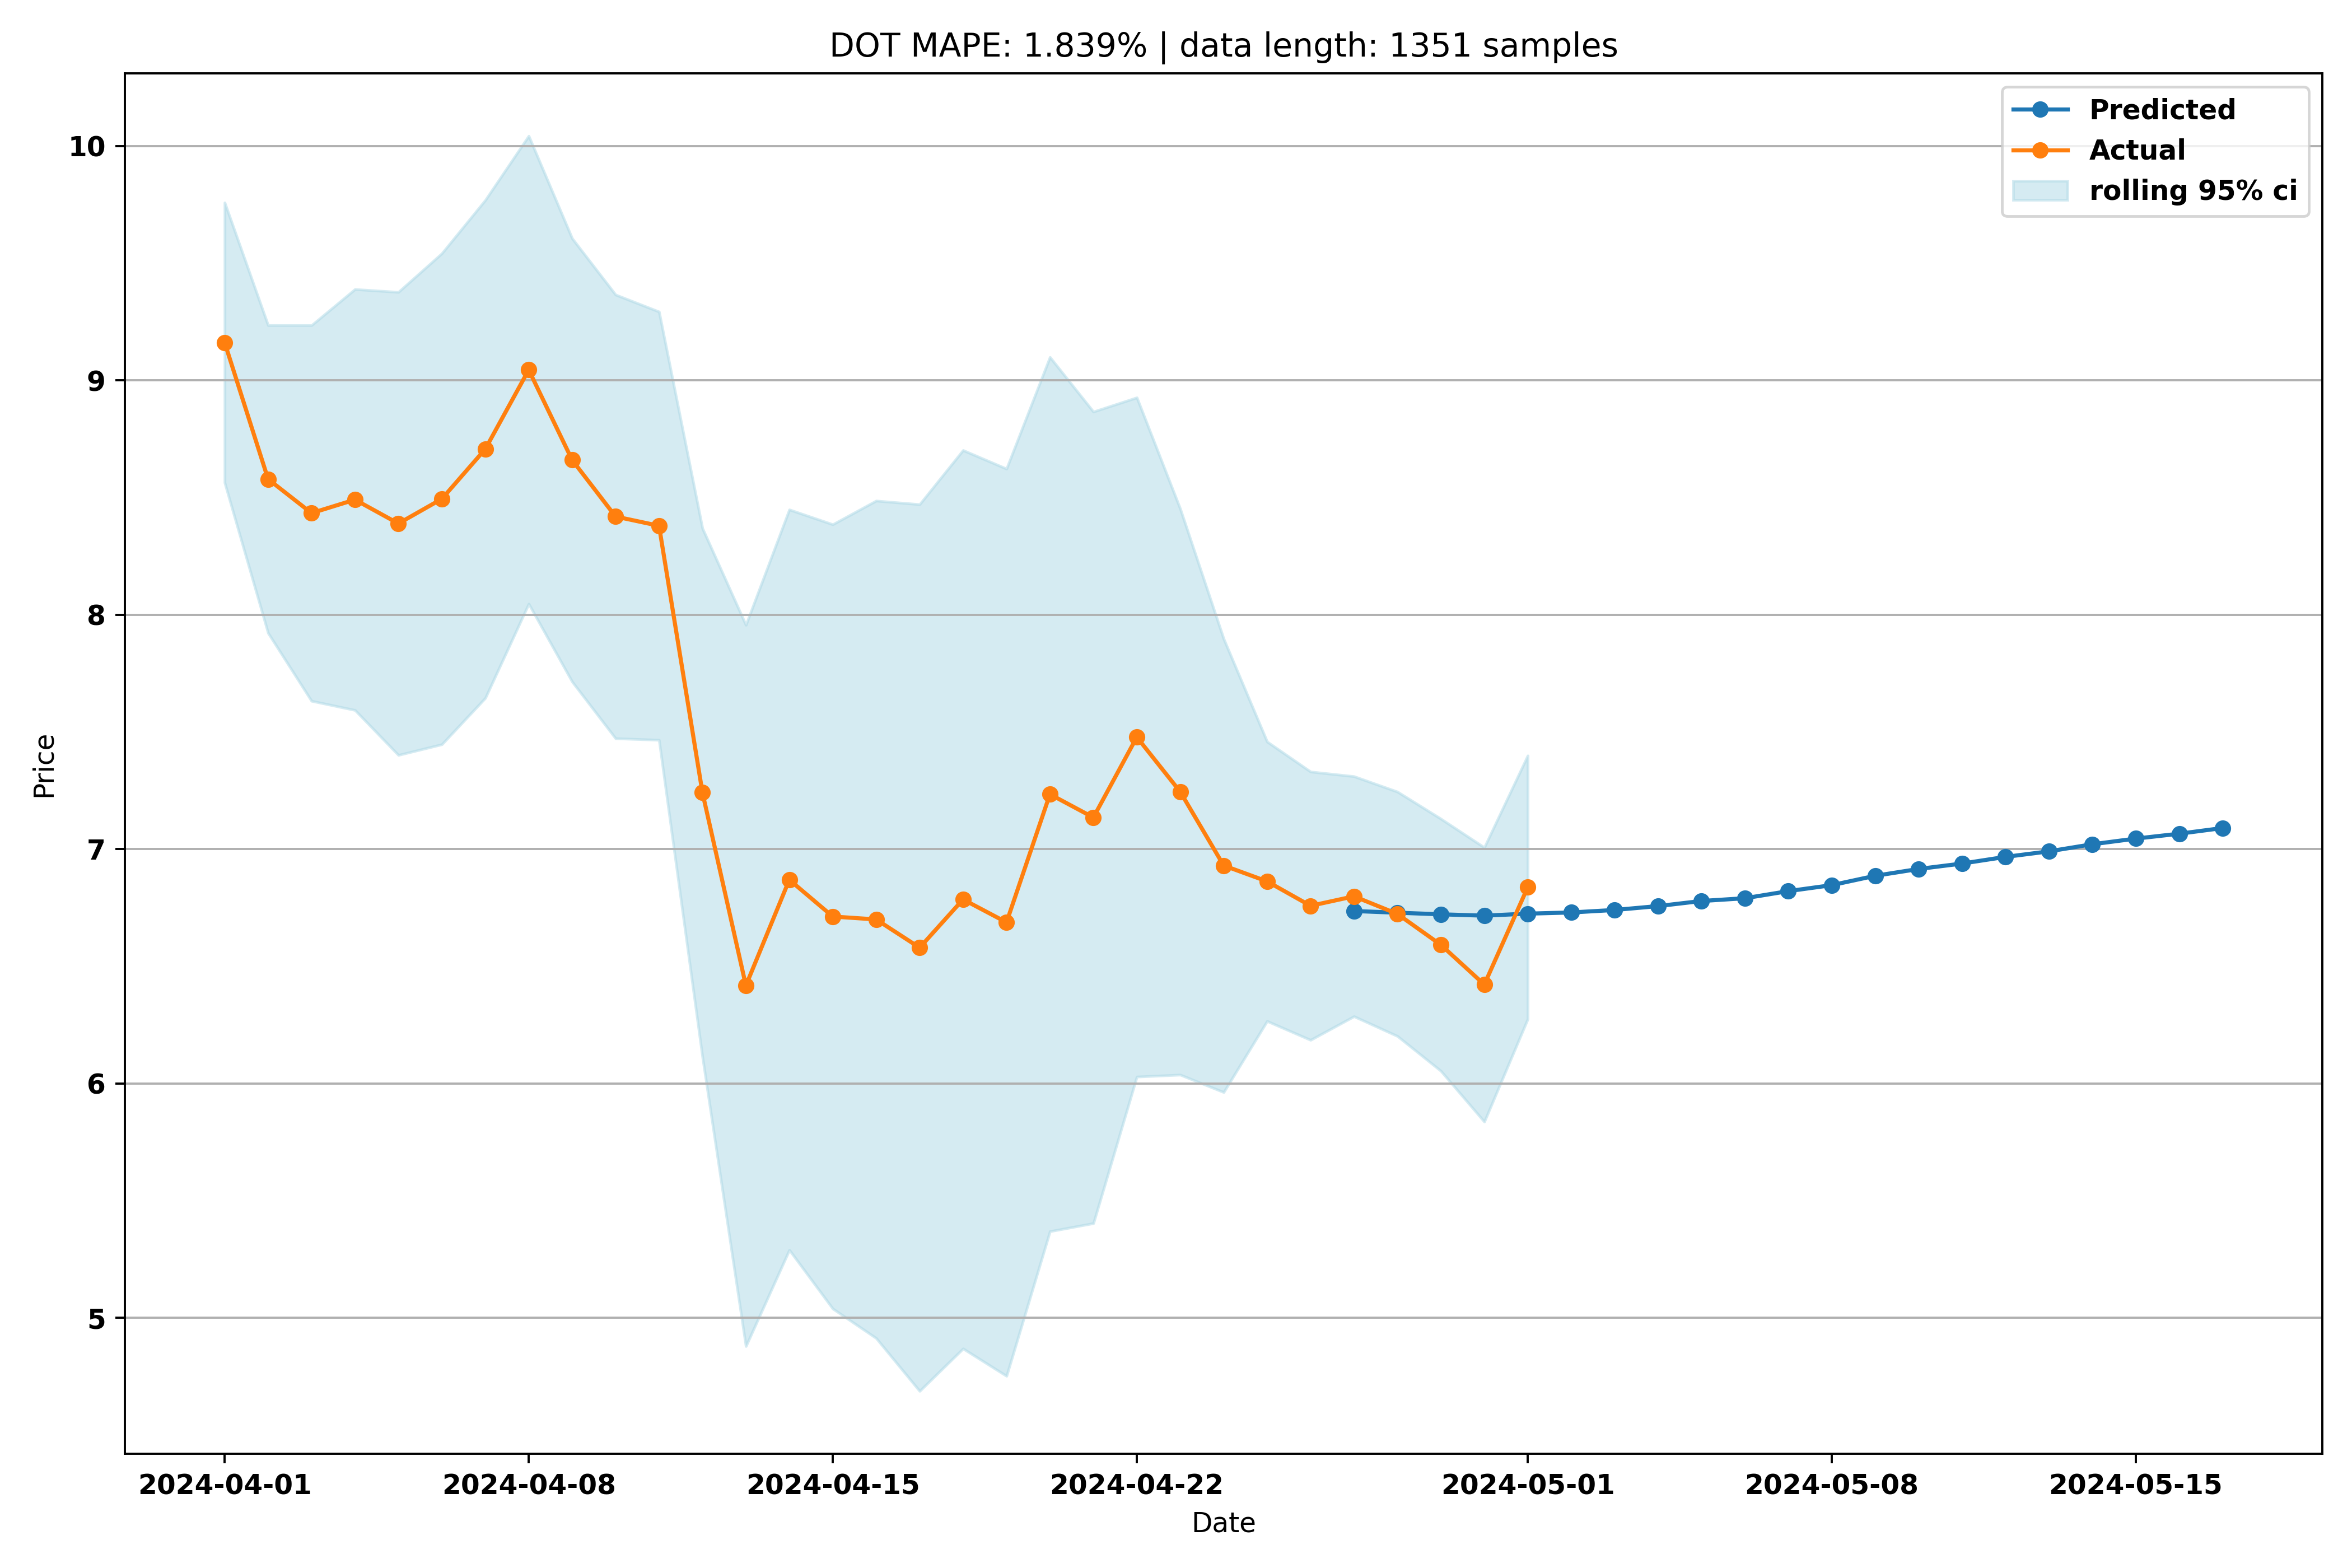 DOT MAPE: 1.839% | data length: 1351 samples
Predicted
Actual
rolling 95% ci
10
9
8
7
6
5
Price
2024-04-01
2024-04-08
2024-04-15
2024-04-22
2024-05-01
2024-05-08
2024-05-15
Date